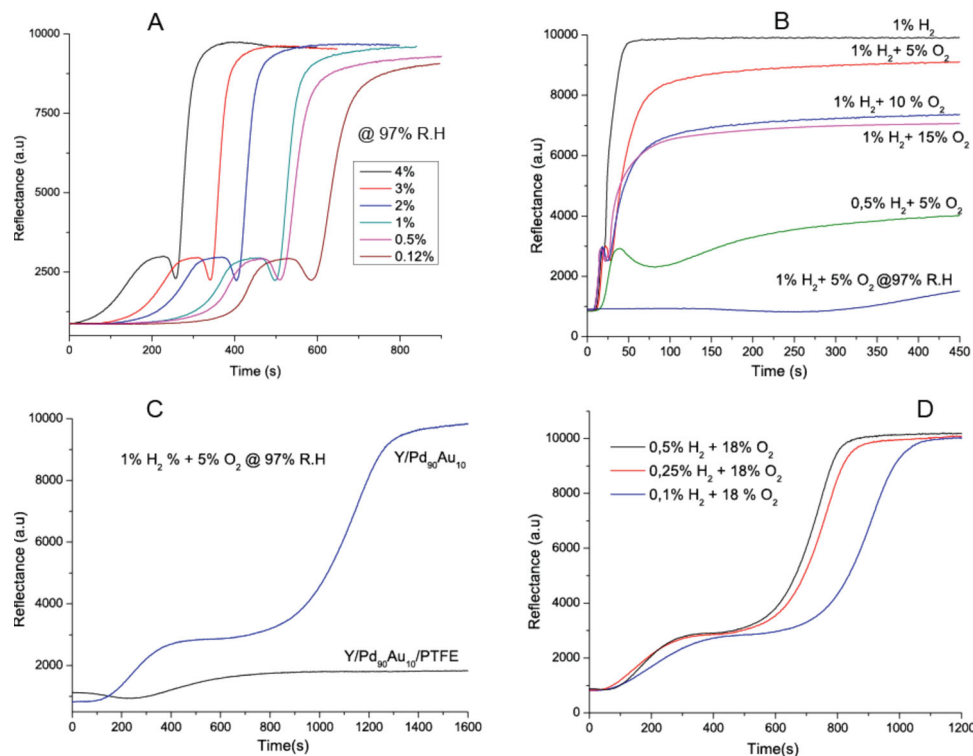 A
10000
7500
5000
2500
Reflectance (a.u)
@ 97% R.H
4%
3%
2%
1%
0.5%
0.12%
0 200 400 600 800
Time (s)
B
10000
8000
6000
4000
2000
0
Reflectance (a.u)
1% H₂
1% H₂+ 5% O₂
1% H₂+ 10 % O₂
1% H₂+ 15% O₂
0,5% H₂+ 5% O₂
1% H₂+ 5% O₂ @97% R.H
0 50 100 150 200 250 300 350 400 450
Time (s)
C
10000
8000
6000
4000
2000
Reflectance (a.u)
1% H₂ % + 5% O₂ @ 97% R.H
Y/Pd₉₀Au₁₀
Y/Pd₉₀Au₁₀/PTFE
0 200 400 600 800 1000 1200 1400 1600
Time(s)
D
10000
8000
6000
4000
2000
0
Reflectance (a.u)
0,5% H₂ + 18% O₂
0,25% H₂ + 18% O₂
0,1% H₂ + 18 % O₂
0 200 400 600 800 1000 1200
Time(s)